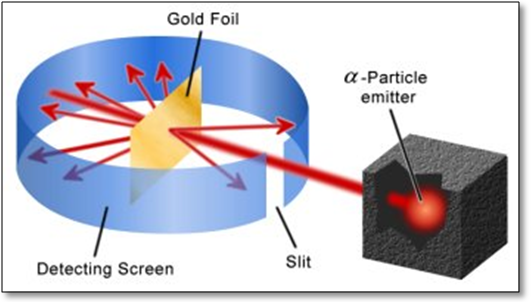 Gold Foil
α-Particle
emitter
Detecting Screen
Slit